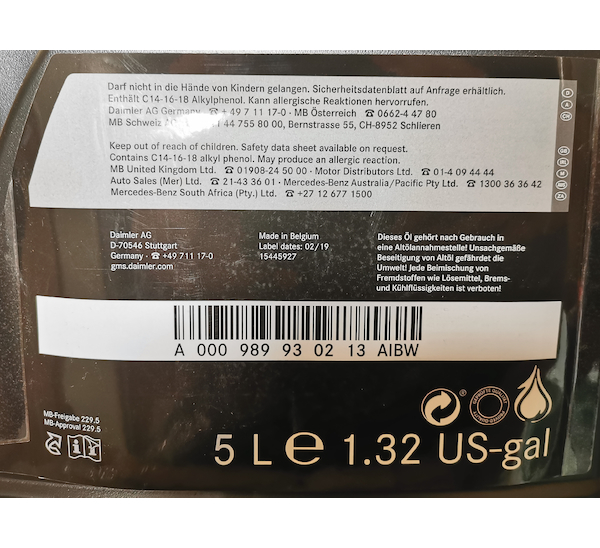 Darf nicht in die Hände von Kindern gelangen. Sicherheitsdatenblatt auf Anfrage erhältlich.
Enthält C14-16-18 Alkylphenol. Kann allergische Reaktionen hervorrufen.
Daimler AG Germany ☎ + 49 7 11 17-0 • MB Österreich ☎ 0662-4 47 80
MB Schweiz AG 44 755 80 00, Bernstrasse 55, CH-8952 Schlieren
D
A
CH
Keep out of reach of children. Safety data sheet available on request.
Contains C14-16-18 alkyl phenol. May produce an allergic reaction.
MB United Kingdom Ltd. ☎ 01908-24 50 00 • Motor Distributors Ltd. ☎ 01-4 09 44 44
Auto Sales (Mer) Ltd. ☎ 21-43 36 01 • Mercedes-Benz Australia/Pacific Pty Ltd. ☎ 1300 36 36 42
Mercedes-Benz South Africa (Pty.) Ltd. ☎ +27 12 677 1500
GB
IRL
M
AUS
ZA
Daimler AG
D-70546 Stuttgart
Germany • ☎ +49 711 17-0
gms.daimler.com
Made in Belgium
Label dates: 02/19
15445927
Dieses Öl gehört nach Gebrauch in
eine Altölannahmestelle! Unsachgemäße
Beseitigung von Altöl gefährdet die
Umwelt! Jede Beimischung von
Fremdstoffen wie Lösemittel, Brems-
und Kühlflüssigkeiten ist verboten!
A 000 989 93 02 13 AIBW
MB-Freigabe 229.5
MB-Approval 229.5
5 L e 1.32 US-gal